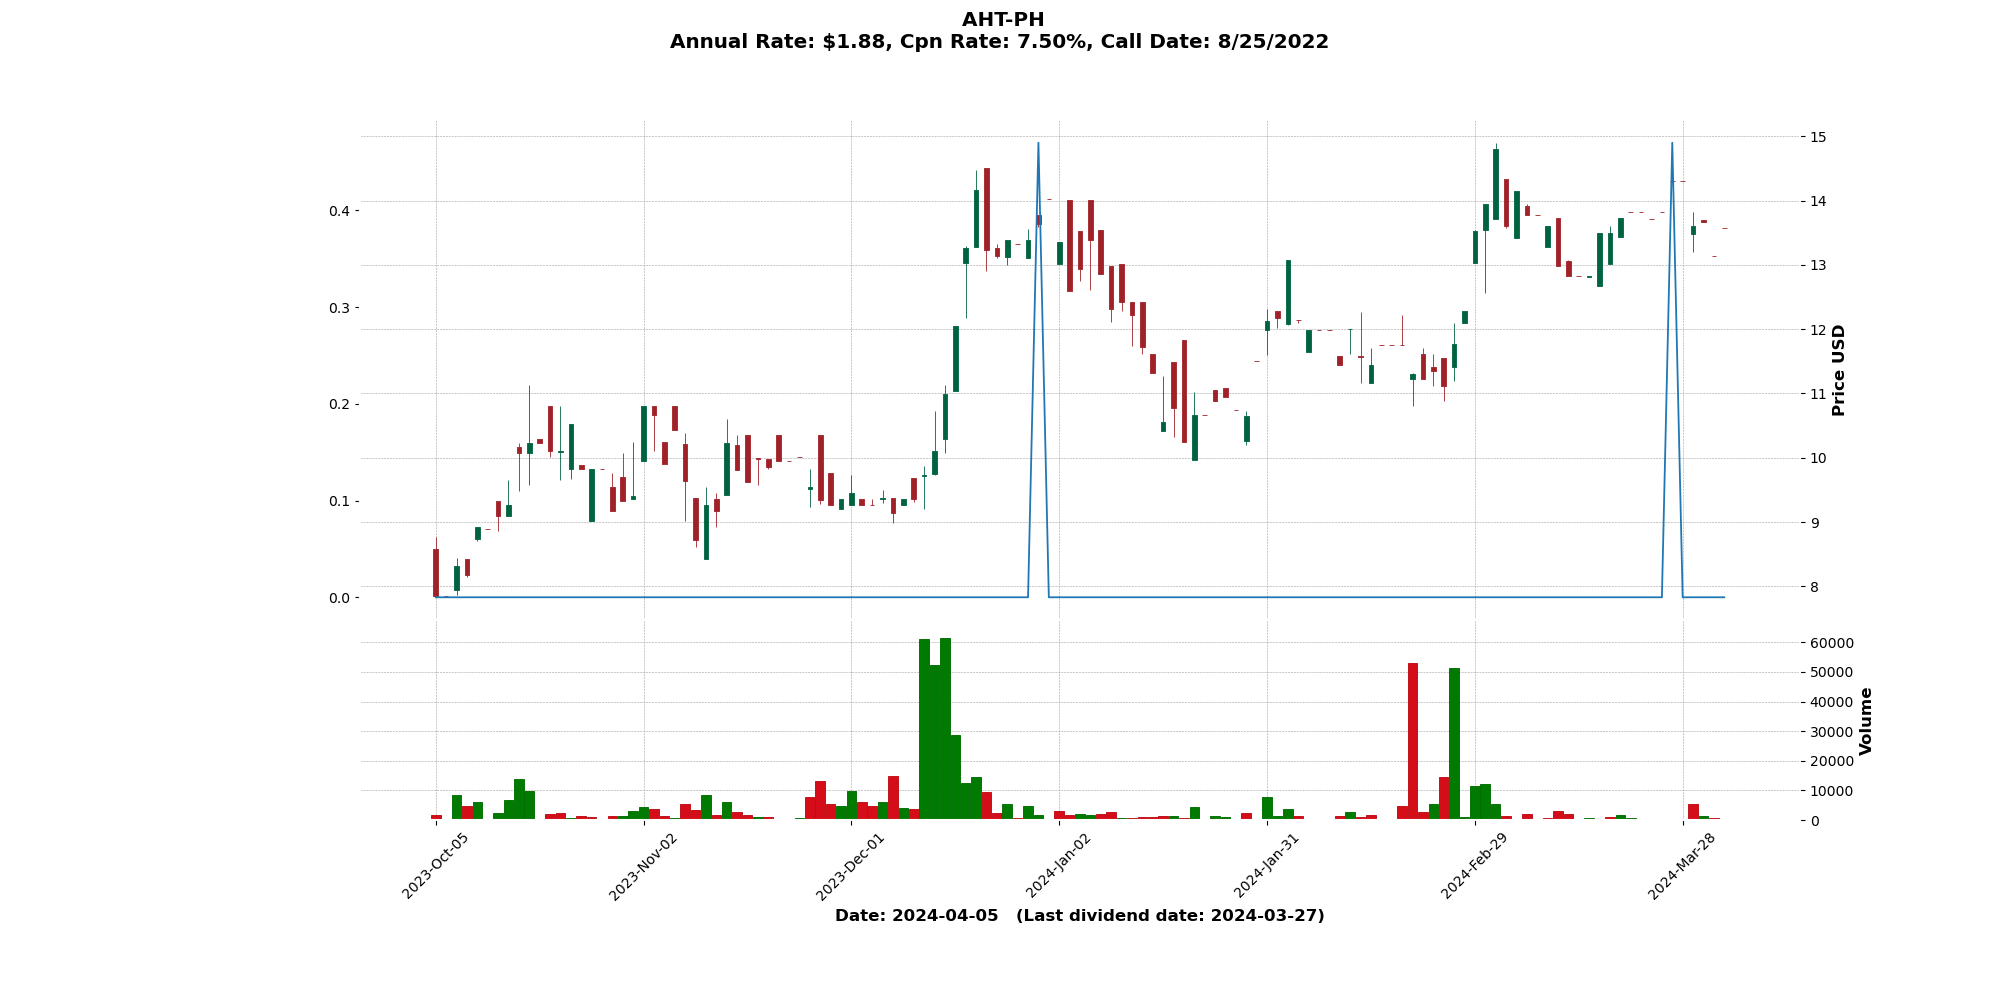 AHT-PH
Annual Rate: $1.88, Cpn Rate: 7.50%, Call Date: 8/25/2022
0.4
0.3
0.2
0.1
0.0
15
14
13
12
11
10
9
8
Price USD
60000
50000
40000
30000
20000
10000
0
Volume
2023-Oct-05
2023-Nov-02
2023-Dec-01
2024-Jan-02
2024-Jan-31
2024-Feb-29
2024-Mar-28
Date: 2024-04-05 (Last dividend date: 2024-03-27)